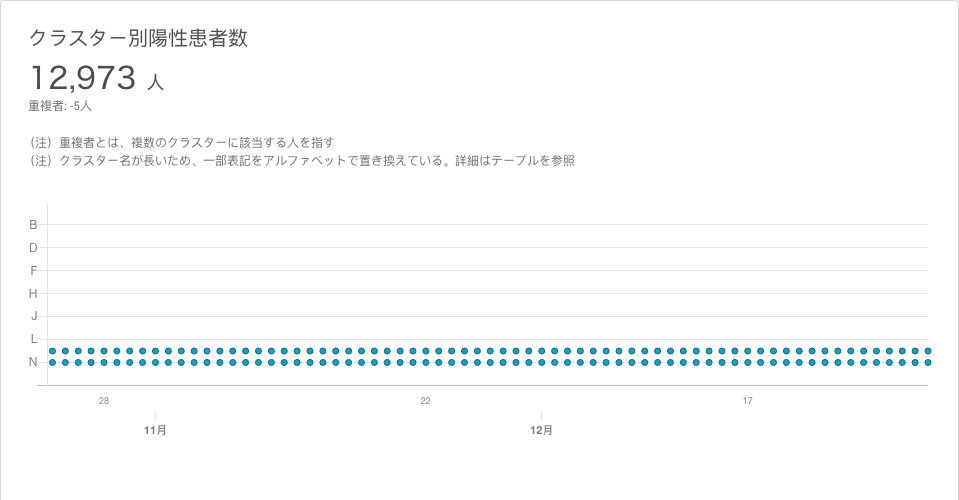 クラスター別陽性患者数
12,973 人
重複者: -5人
（注）重複者とは、複数のクラスターに該当する人を指す
（注）クラスター名が長いため、一部表記をアルファベットで置き換えている。詳細はテーブルを参照
B
D
F
H
J
L
N
28 22 17
11月 12月